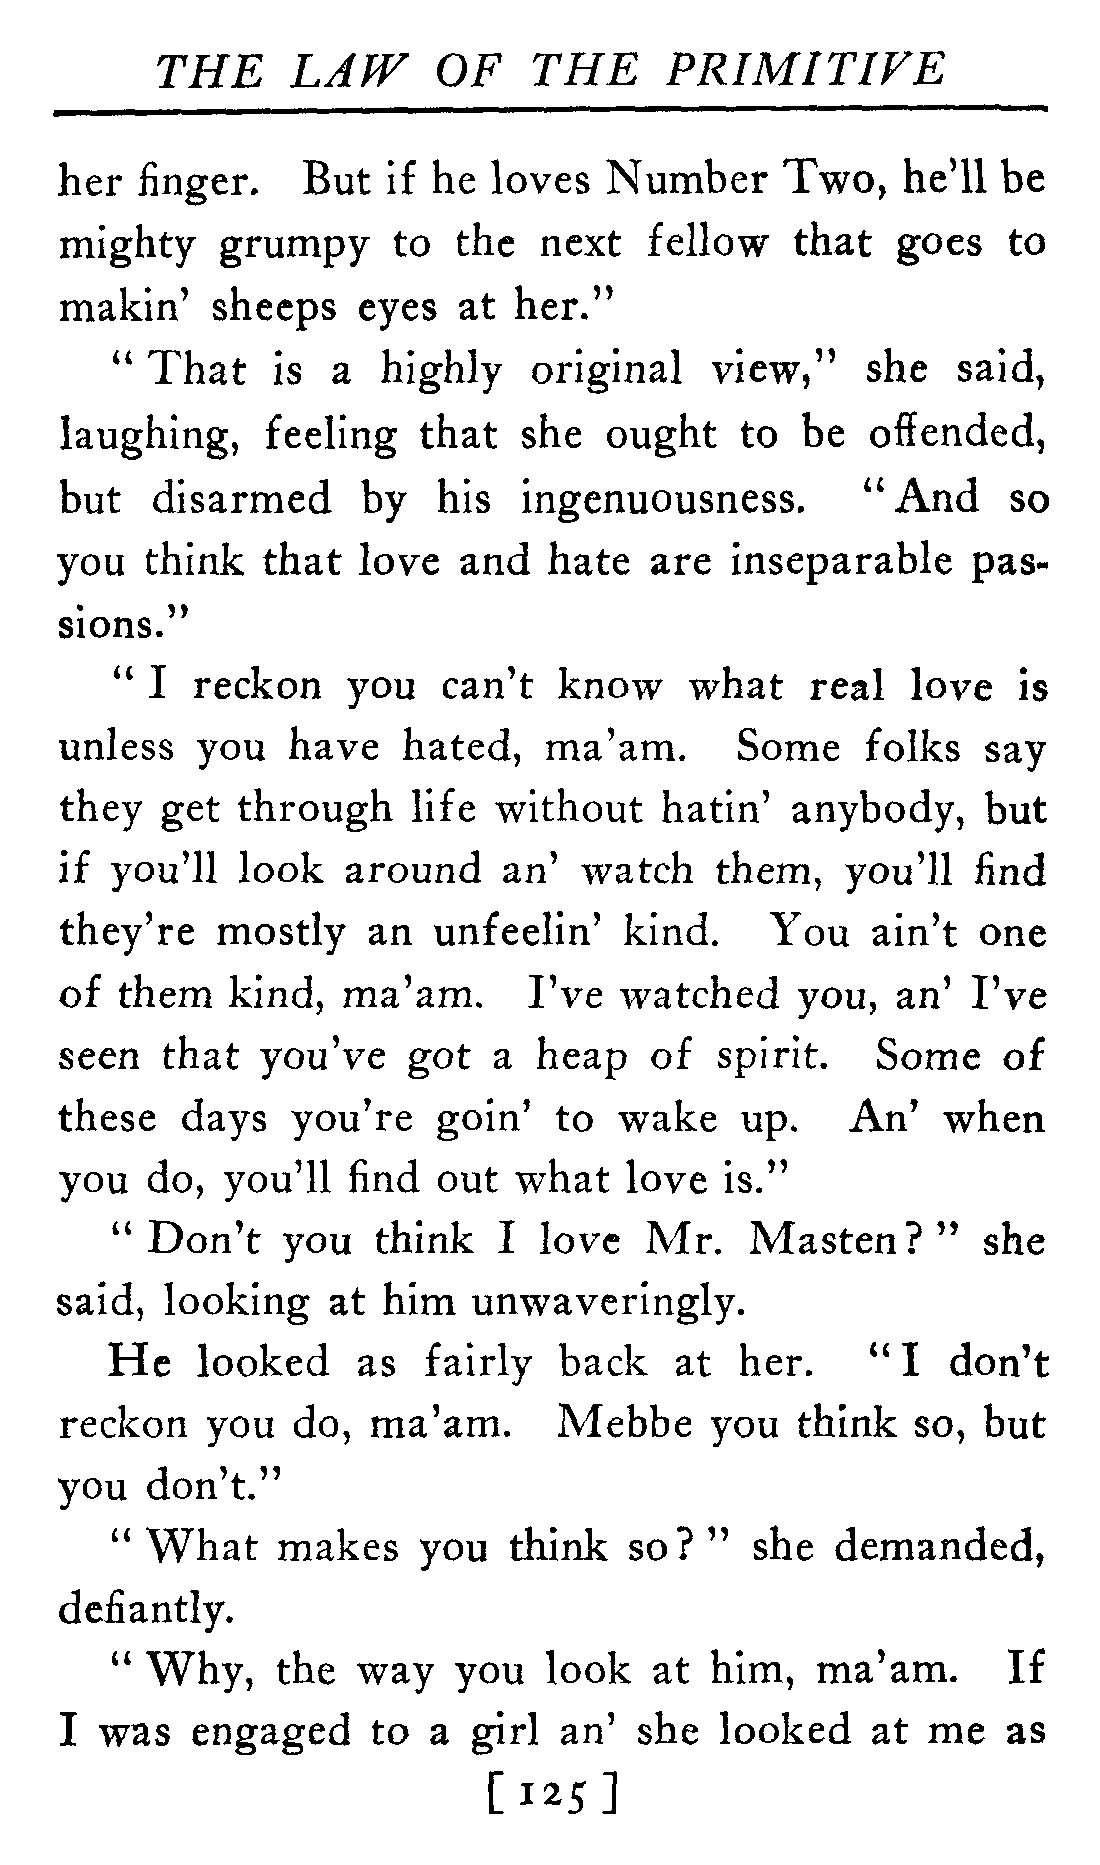 THE LAW OF THE PRIMITIVE
her finger. But if he loves Number Two, he'll be
mighty grumpy to the next fellow that goes to
makin' sheeps eyes at her."
"That is a highly original view," she said,
laughing, feeling that she ought to be offended,
but disarmed by his ingenuousness. "And so
you think that love and hate are inseparable pas-
sions."
"I reckon you can't know what real love is
unless you have hated, ma'am. Some folks say
they get through life without hatin' anybody, but
if you'll look around an' watch them, you'll find
they're mostly an unfeelin' kind. You ain't one
of them kind, ma'am. I've watched you, an' I've
seen that you've got a heap of spirit. Some of
these days you're goin' to wake up. An' when
you do, you'll find out what love is."
"Don't you think I love Mr. Masten?" she
said, looking at him unwaveringly.
He looked as fairly back at her. "I don't
reckon you do, ma'am. Mebbe you think so, but
you don't."
"What makes you think so?" she demanded,
defiantly.
"Why, the way you look at him, ma'am. If
I was engaged to a girl an' she looked at me as
[125]